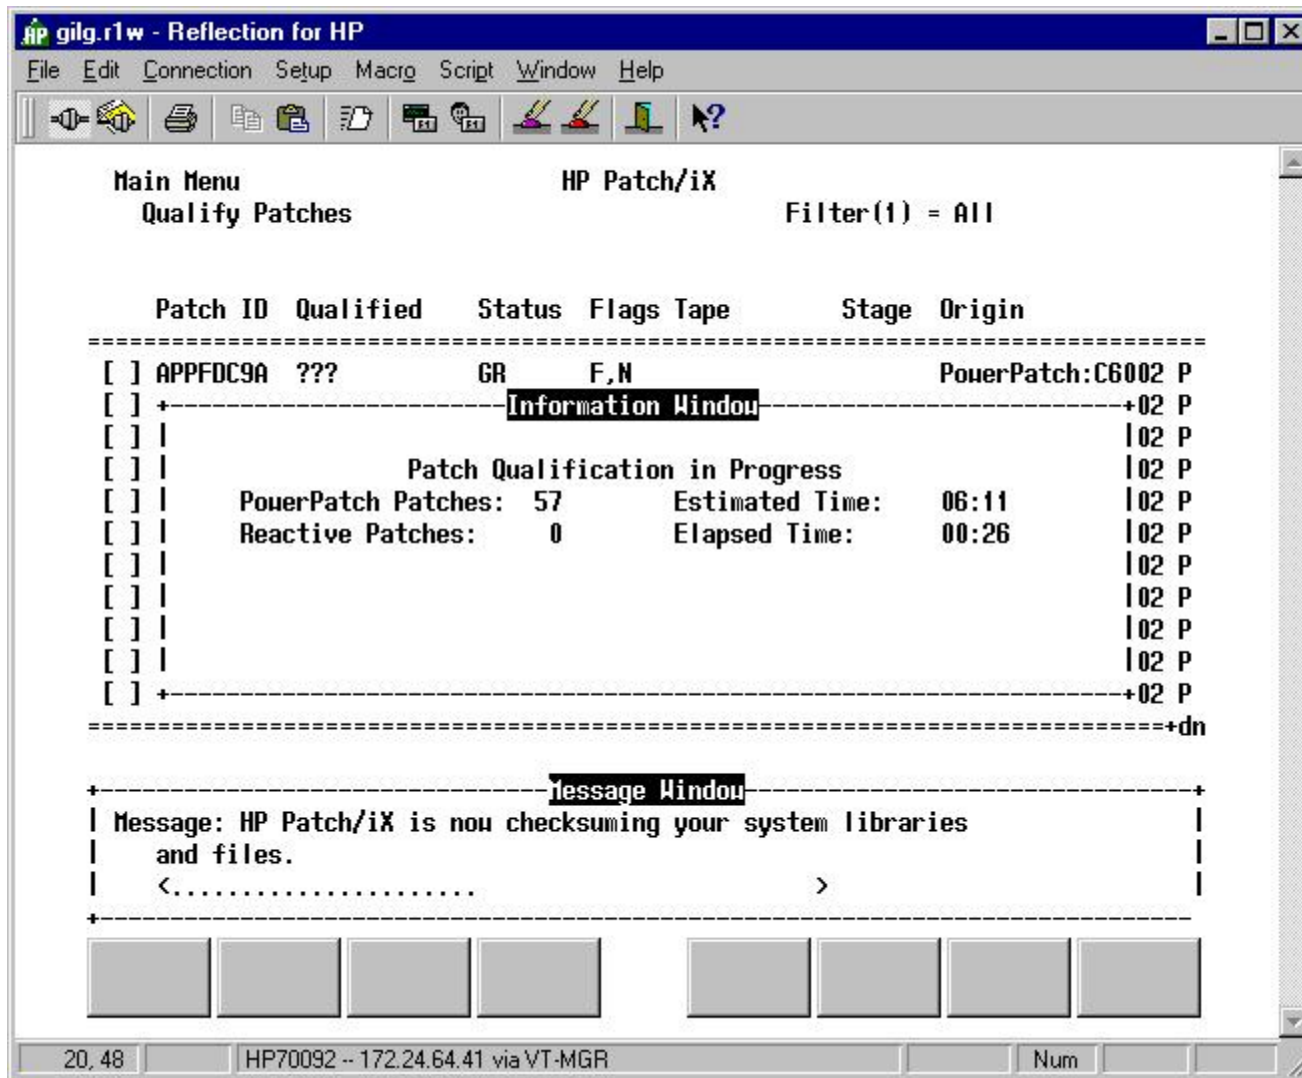 gilg.r1w - Reflection for HP
File Edit Connection Setup Macro Script Window Help
Main Menu HP Patch/iX
Qualify Patches Filter(1) = All
Patch ID Qualified Status Flags Tape Stage Origin
================================================================================
[ ] APPFDC9A ??? GR F,N PowerPatch:C6002 P
[ ] +------------------------Information Window--------------------------+02 P
[ ] | |02 P
[ ] | Patch Qualification in Progress |02 P
[ ] | PowerPatch Patches: 57 Estimated Time: 06:11 |02 P
[ ] | Reactive Patches: 0 Elapsed Time: 00:26 |02 P
[ ] | |02 P
[ ] | |02 P
[ ] | |02 P
[ ] | |02 P
[ ] +--------------------------------------------------------------------+02 P
=============================================================================+dn
+--------------------------------Message Window--------------------------------+
| Message: HP Patch/iX is now checksuming your system libraries |
| and files. |
| <...................... > |
+------------------------------------------------------------------------------
20, 48 HP70092 -- 172.24.64.41 via VT-MGR Num